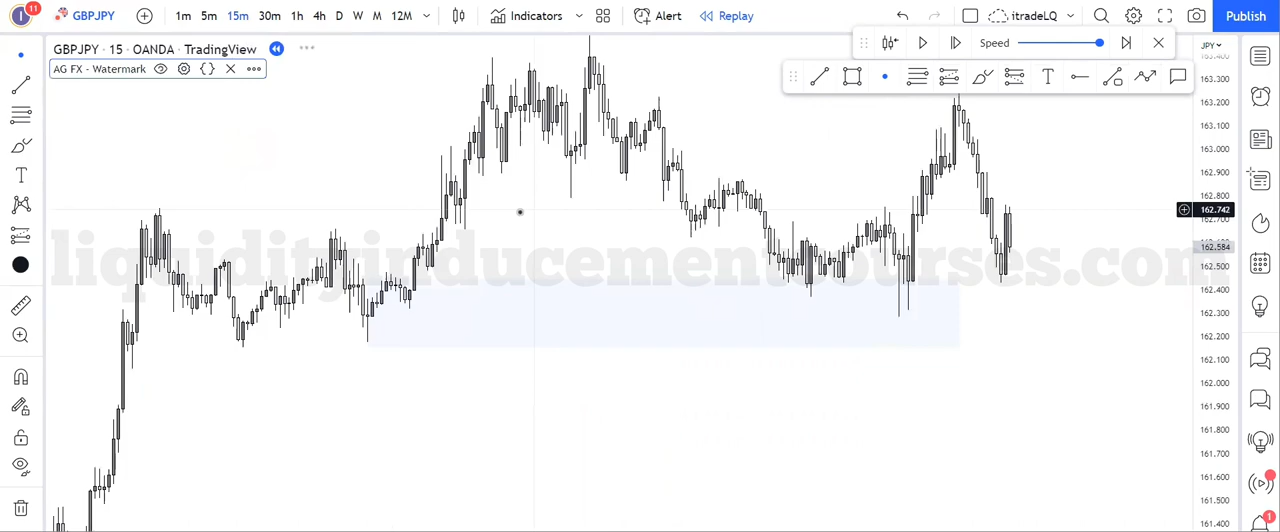 11
GBPJPY
1m 5m 15m 30m 1h 4h D W M 12M
Indicators
Alert
Replay
itradeLQ
Publish
GBPJPY · 15 · OANDA · TradingView
Speed
JPY
AG FX - Watermark
163.300
163.200
163.100
163.000
162.900
162.800
162.742
162.700
162.584
liquidityinducementcourses.com
162.500
162.400
162.300
162.200
162.100
162.000
161.900
161.800
161.700
161.600
161.500
161.400
1